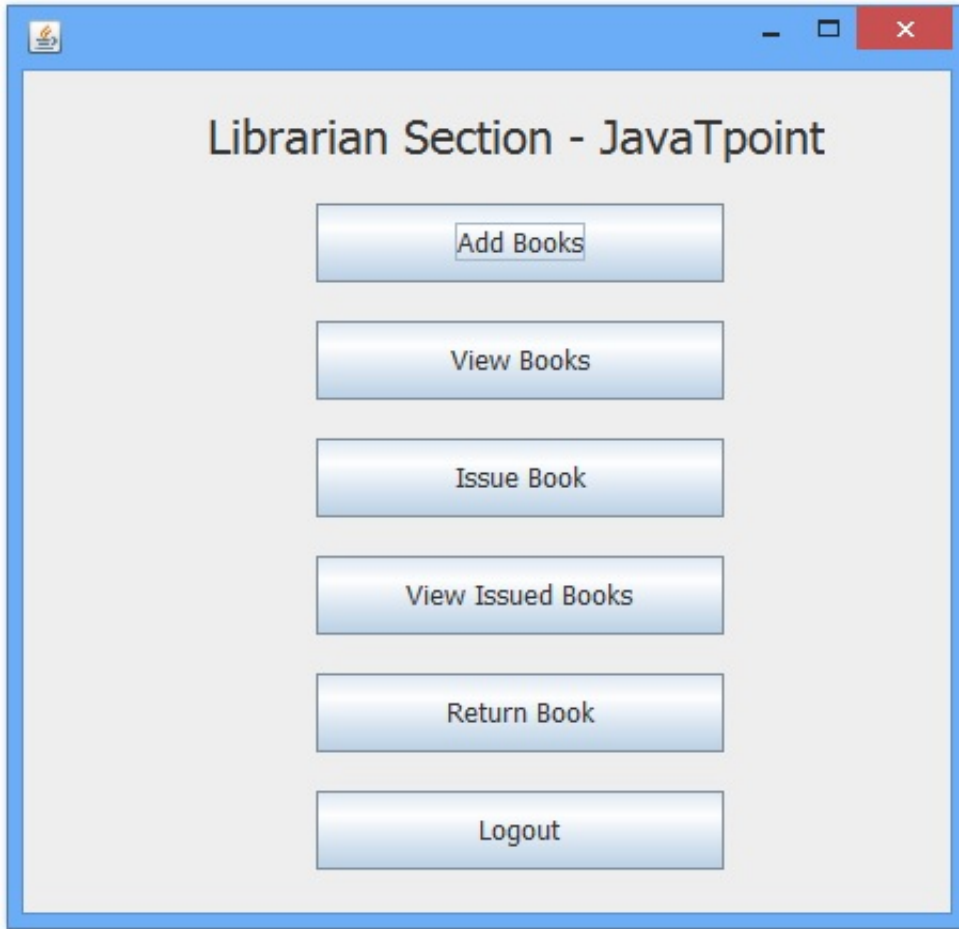 Librarian Section - JavaTpoint
Add Books
View Books
Issue Book
View Issued Books
Return Book
Logout